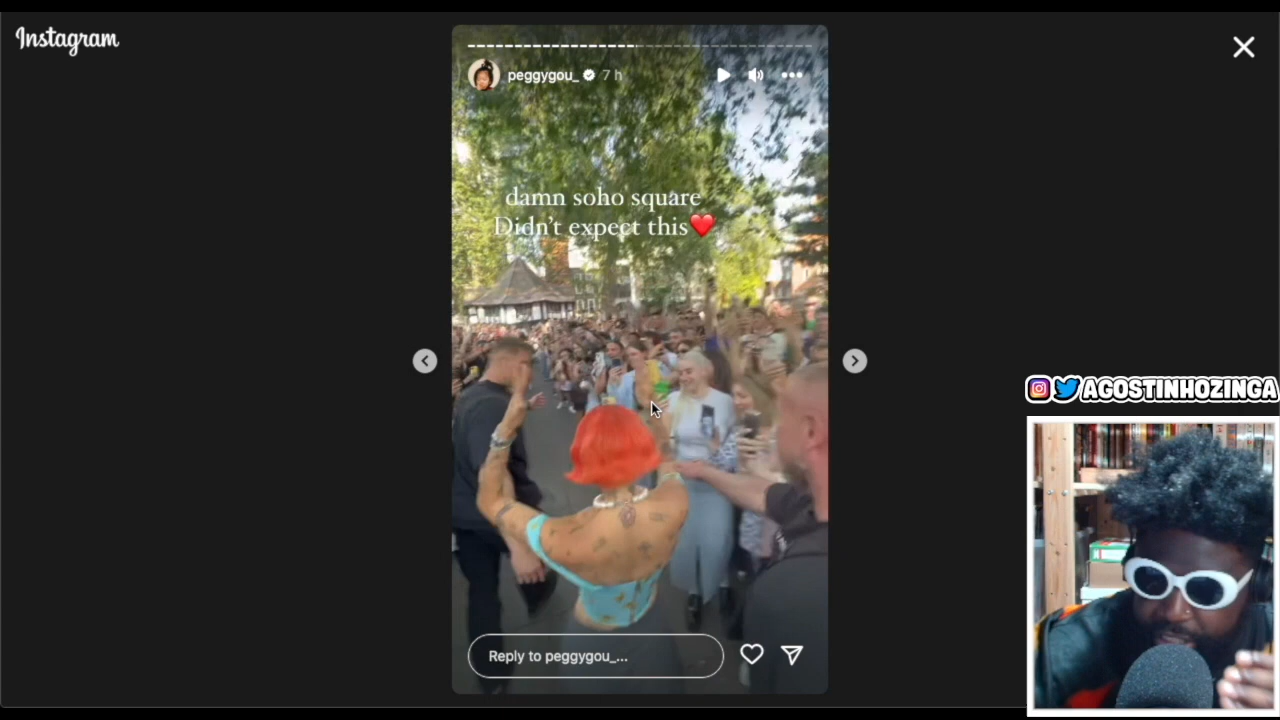 Instagram
peggygou_ 7 h
damn soho square
Didn't expect this❤️
Reply to peggygou_...
AGOSTINHOZINGA